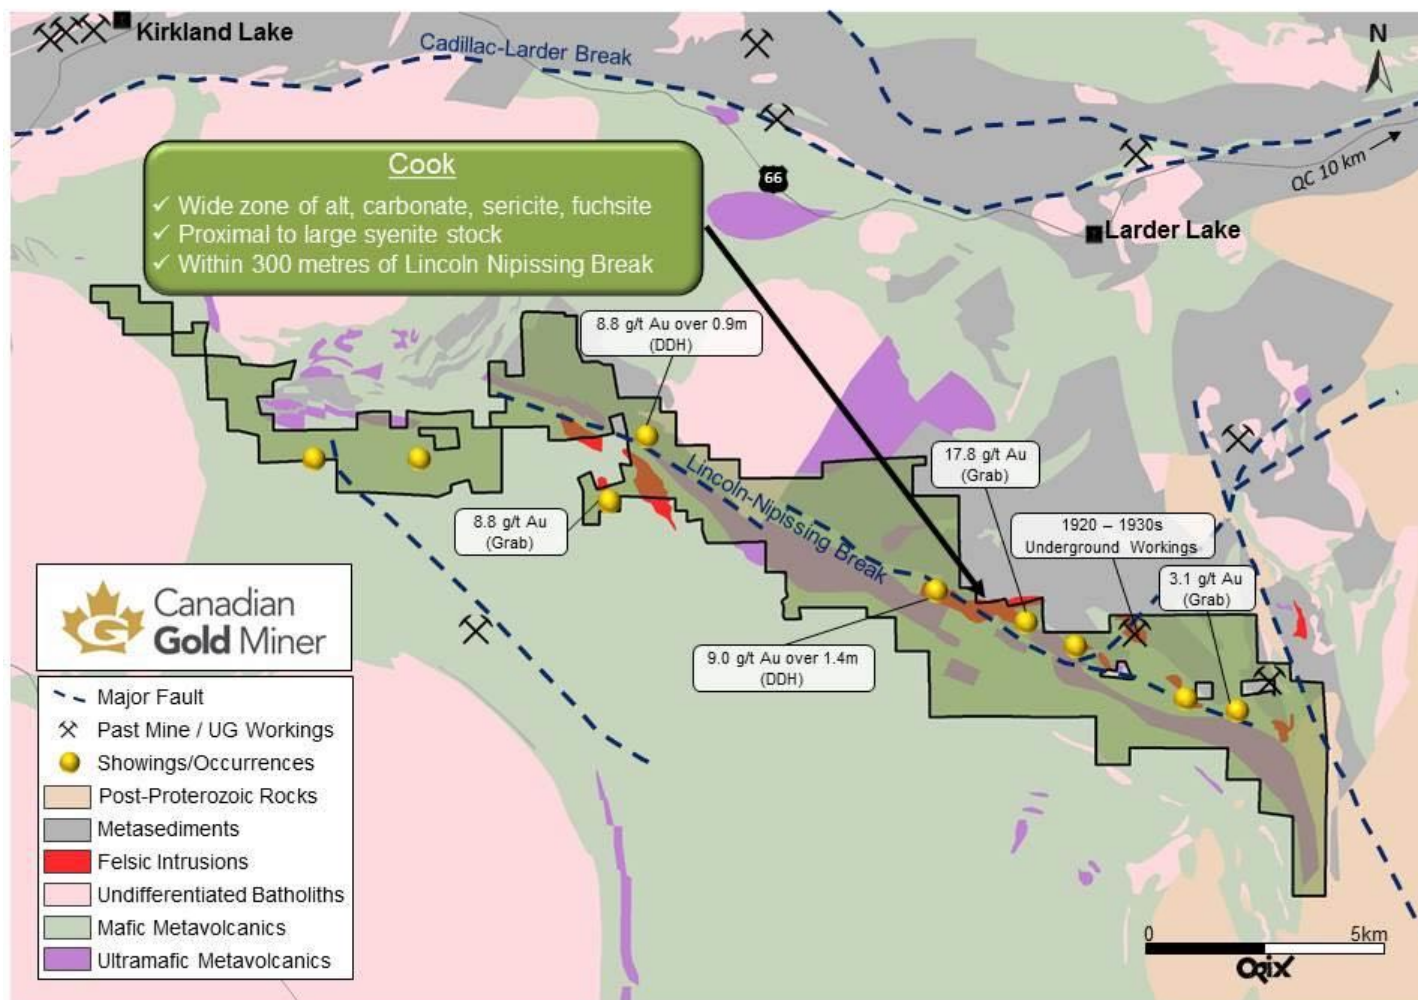 Kirkland Lake
Cadillac-Larder Break
N
QC 10 km
66
Larder Lake
Cook
✓ Wide zone of alt, carbonate, sericite, fuchsite
✓ Proximal to large syenite stock
✓ Within 300 metres of Lincoln Nipissing Break
8.8 g/t Au over 0.9m
(DDH)
Lincoln-Nipissing Break
17.8 g/t Au
(Grab)
8.8 g/t Au
(Grab)
1920 – 1930s
Underground Workings
3.1 g/t Au
(Grab)
9.0 g/t Au over 1.4m
(DDH)
Canadian
Gold Miner
Major Fault
Past Mine / UG Workings
Showings/Occurrences
Post-Proterozoic Rocks
Metasediments
Felsic Intrusions
Undifferentiated Batholiths
Mafic Metavolcanics
Ultramafic Metavolcanics
0 5km
Orix